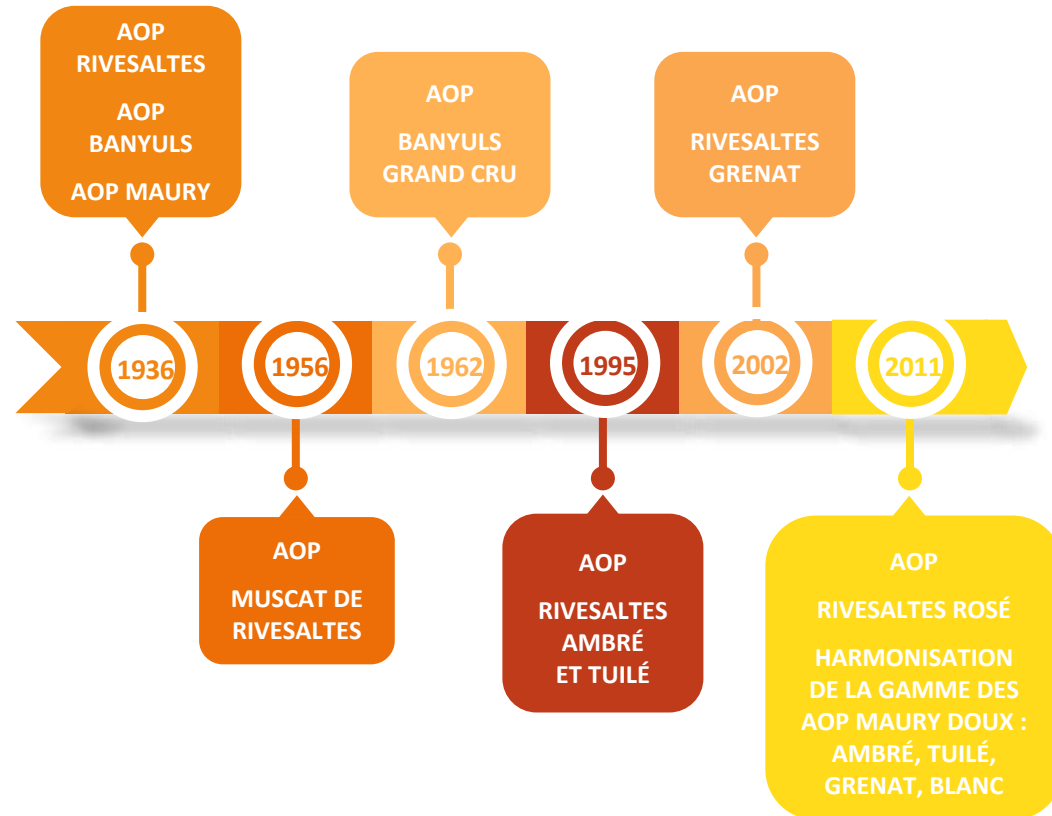 AOP
RIVESALTES
AOP
BANYULS
AOP MAURY
AOP
BANYULS
GRAND CRU
AOP
RIVESALTES
GRENAT
1936
1956
1962
1995
2002
2011
AOP
MUSCAT DE
RIVESALTES
AOP
RIVESALTES
AMBRÉ
ET TUILÉ
AOP
RIVESALTES ROSÉ
HARMONISATION
DE LA GAMME DES
AOP MAURY DOUX :
AMBRÉ, TUILÉ,
GRENAT, BLANC